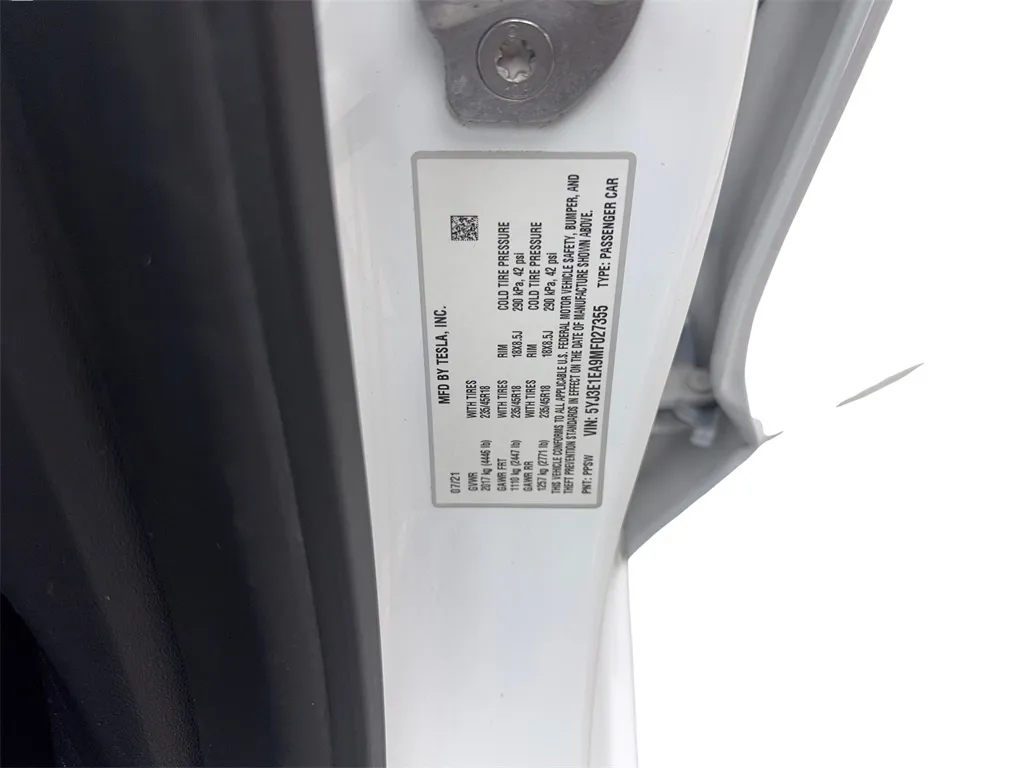 MFD BY TESLA, INC.
07/21
GVWR WITH TIRES
2017 kg (4446 lb) 235/45R18
GAWR FRT WITH TIRES RIM COLD TIRE PRESSURE
1110 kg (2447 lb) 235/45R18 18X8.5J 290 kPa, 42 psi
GAWR RR WITH TIRES RIM COLD TIRE PRESSURE
1257 kg (2771 lb) 235/45R18 18X8.5J 290 kPa, 42 psi
THIS VEHICLE CONFORMS TO ALL APPLICABLE U.S. FEDERAL MOTOR VEHICLE SAFETY, BUMPER, AND
THEFT PREVENTION STANDARDS IN EFFECT ON THE DATE OF MANUFACTURE SHOWN ABOVE.
PNT: PPSW VIN: 5YJ3E1EA9MF027355 TYPE: PASSENGER CAR